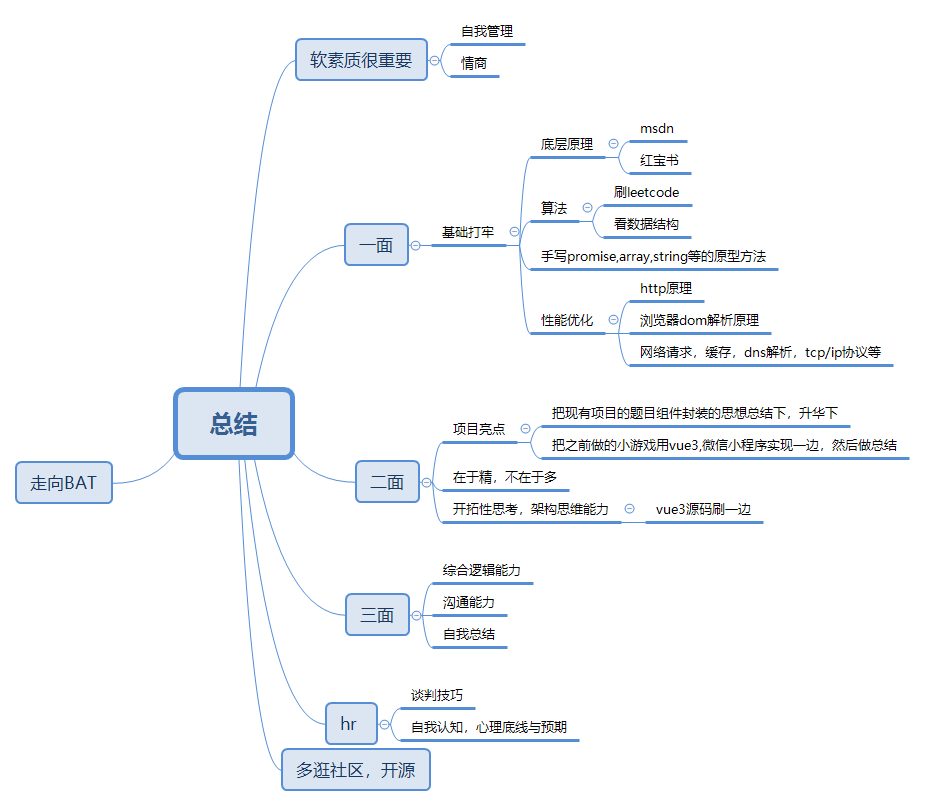 自我管理
软素质很重要
情商
msdn
底层原理
红宝书
刷leetcode
算法
看数据结构
一面
基础打牢
手写promise,array,string等的原型方法
http原理
性能优化
浏览器dom解析原理
网络请求，缓存，dns解析，tcp/ip协议等
总结
把现有项目的题目组件封装的思想总结下，升华下
项目亮点
把之前做的小游戏用vue3,微信小程序实现一边，然后做总结
走向BAT
二面
在于精，不在于多
开拓性思考，架构思维能力
vue3源码刷一边
综合逻辑能力
三面
沟通能力
自我总结
谈判技巧
hr
自我认知，心理底线与预期
多逛社区，开源